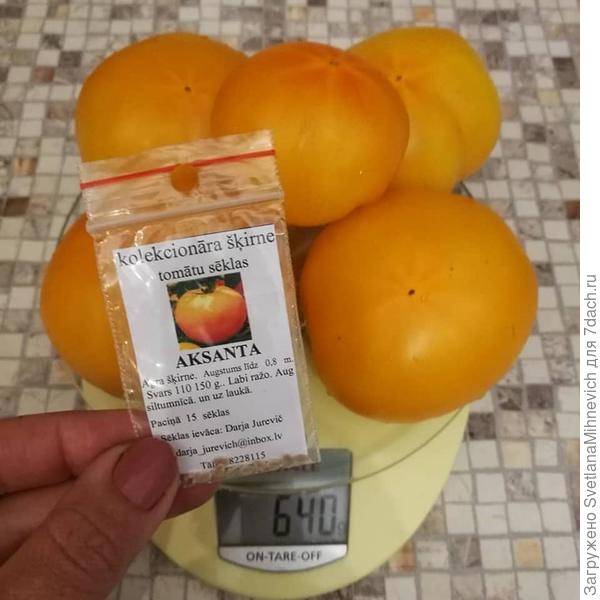 kolekcionāra šķirne
tomātu sēklas
AKSANTA
šķirne. Augstums līdz 0,8 m.
Svars 110 150 g.. Labi ražo. Aug
siltumnīcā. un uz lauka.
Paciņā 15 sēklas
Sēklas ievāca: Darja Jurevič
darja_jurevich@inbox.lv
8228115
640g
ON-TARE-OFF
Загружено SvetlanaMihnevich для 7dach.ru